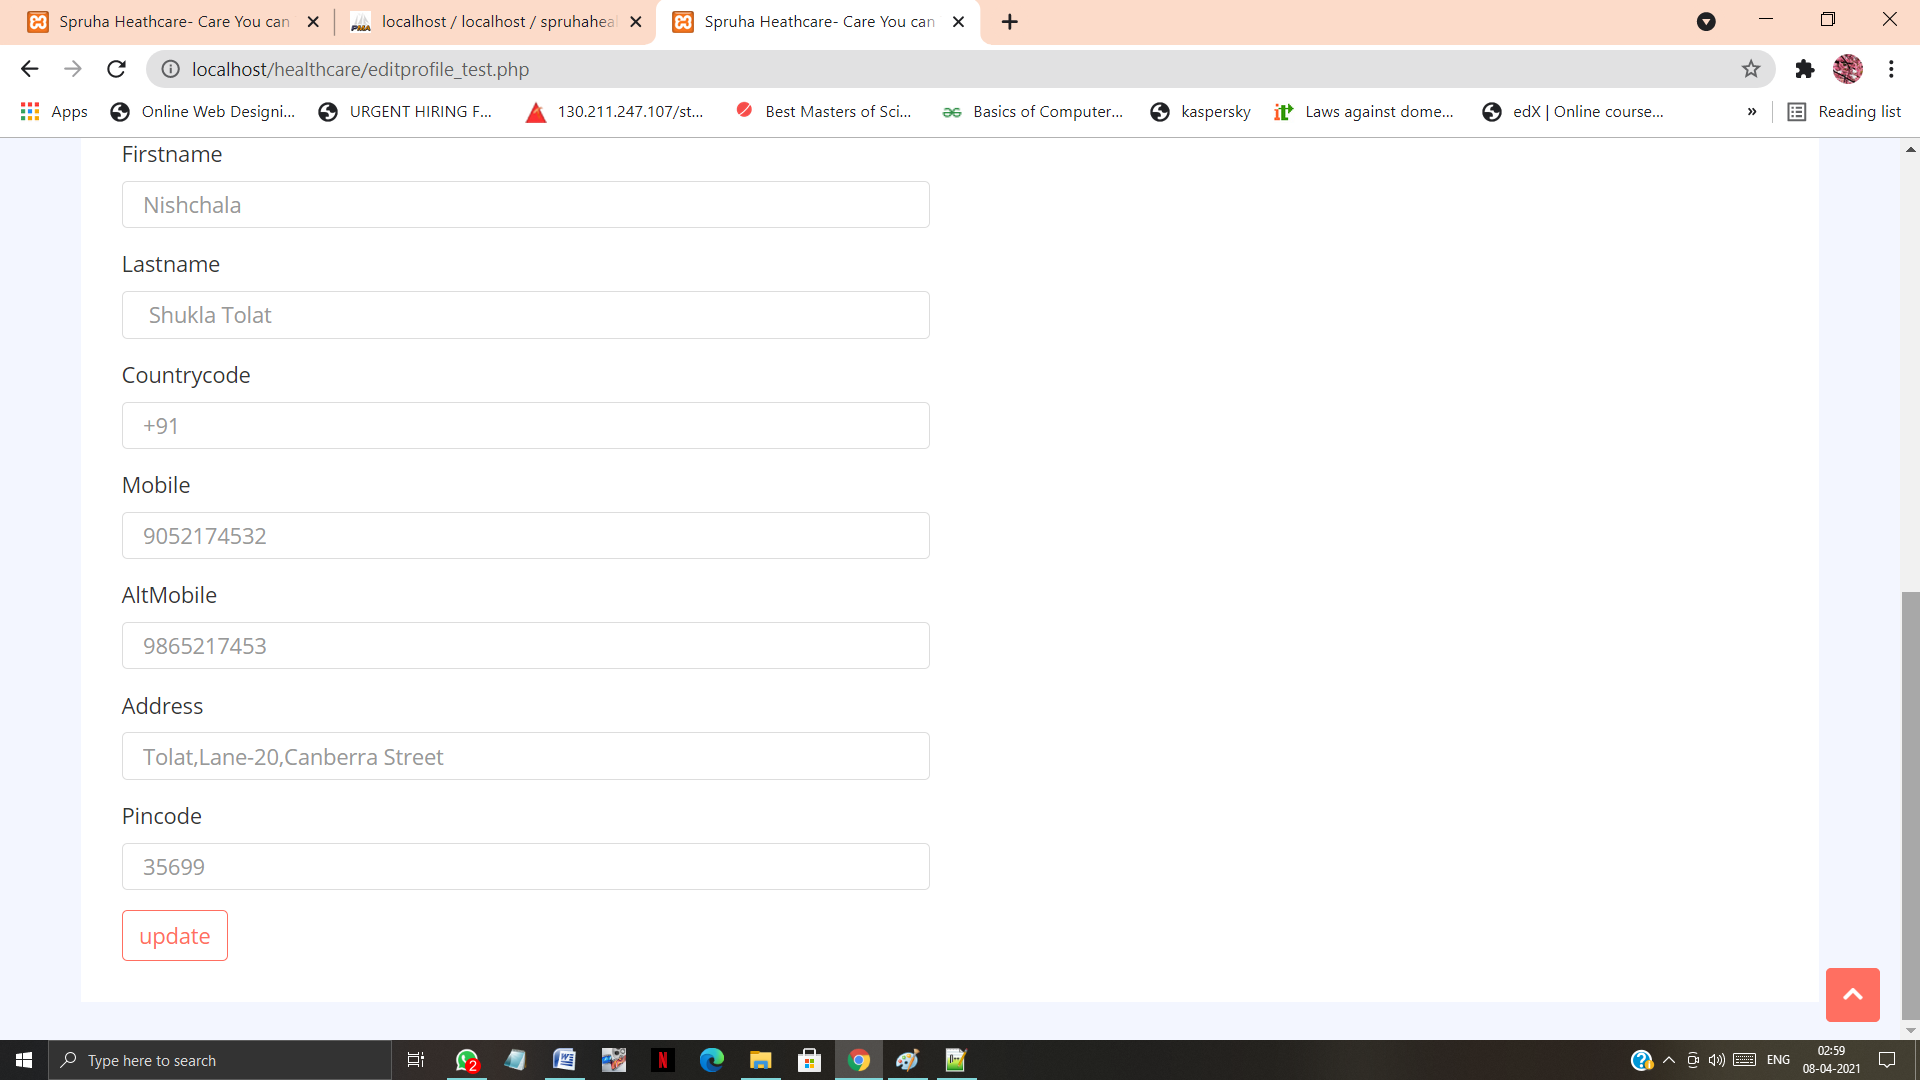 Spruha Heathcare- Care You can
localhost / localhost / spruhaheal
Spruha Heathcare- Care You can
localhost/healthcare/editprofile_test.php
Apps
Online Web Designi...
URGENT HIRING F...
130.211.247.107/st...
Best Masters of Sci...
Basics of Computer...
kaspersky
Laws against dome...
edX | Online course...
»
Reading list
Firstname
Nishchala
Lastname
Shukla Tolat
Countrycode
+91
Mobile
9052174532
AltMobile
9865217453
Address
Tolat,Lane-20,Canberra Street
Pincode
35699
update
Type here to search
2
ENG
02:59
08-04-2021